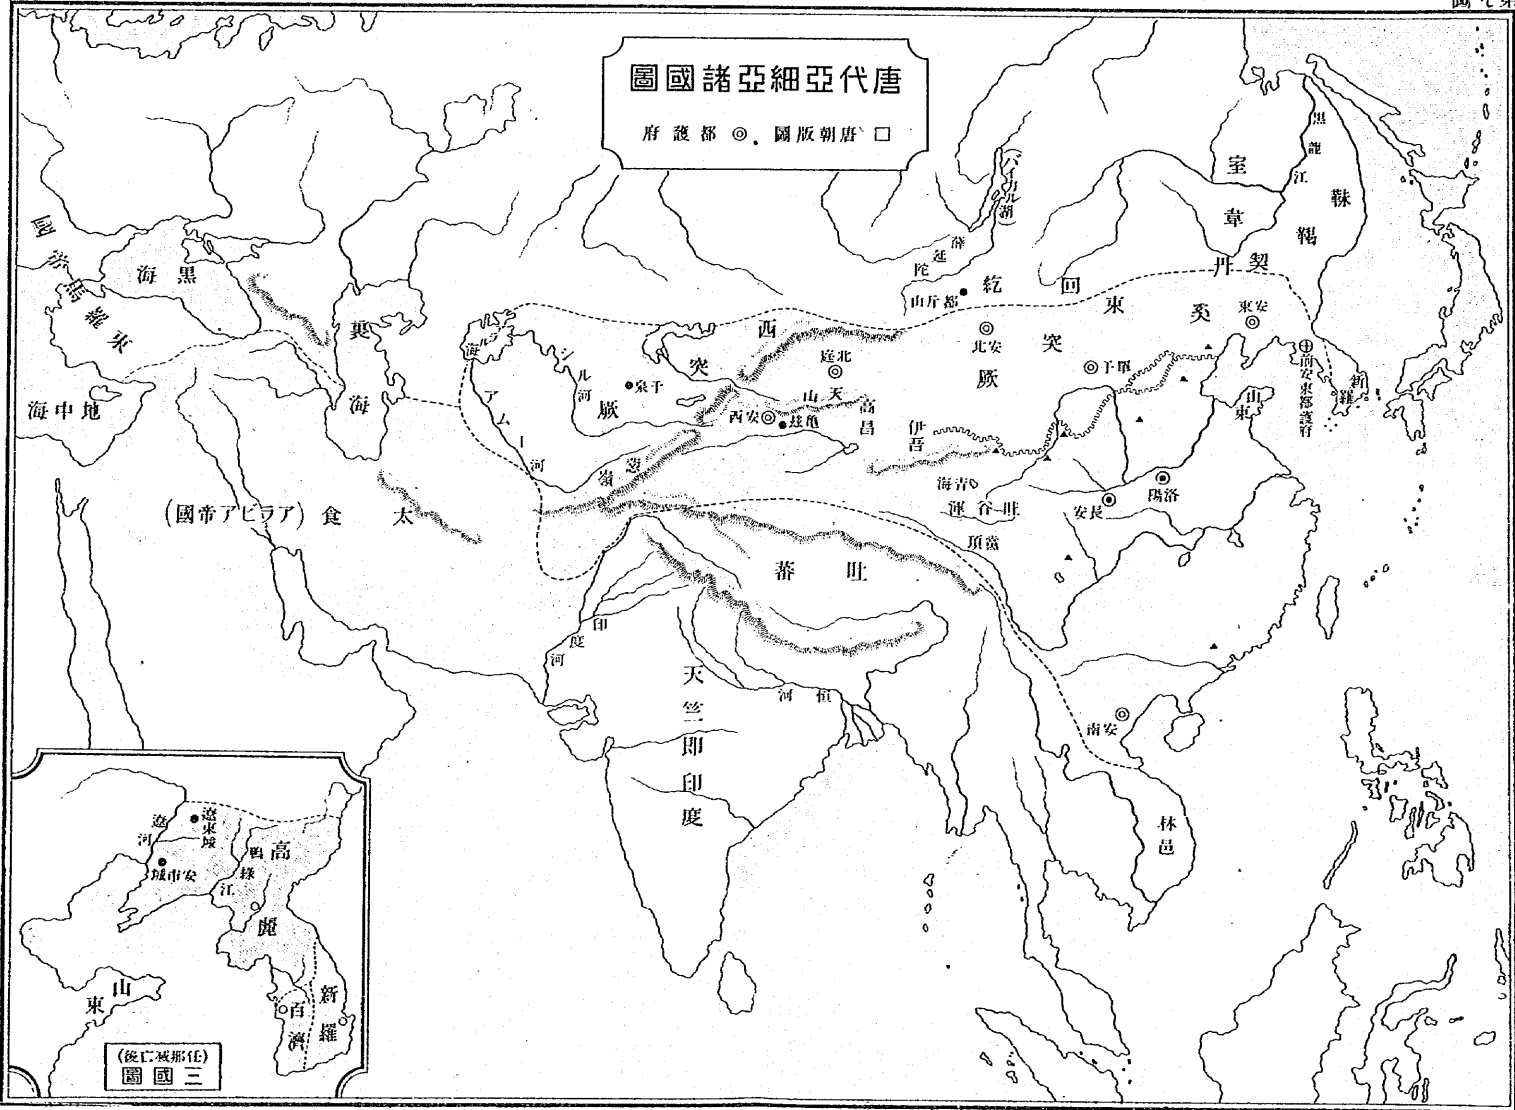 唐代亞細亞諸國圖
□ 唐朝版圖、◎ 都護府
黑龍江
室韋
靺鞨
契丹
(バイカル湖)
薛延陀
都斤山
回紇
東突厥
奚
安東
安北
單于
前安東都護府
新羅
山東
西突厥
北庭
天山
高昌
伊吾
安西
龜玆
千泉
シル河
アラル海
アムー河
葱嶺
青海
吐谷渾
党項
長安
洛陽
吐蕃
安南
林邑
恒河
印度河
天竺即印度
太食 (アラビア帝國)
裏海
黑海
東羅馬帝國
地中海
遼河
遼東城
安市城
鴨綠江
高麗
新羅
百濟
山東
(任那滅亡後)
三國圖